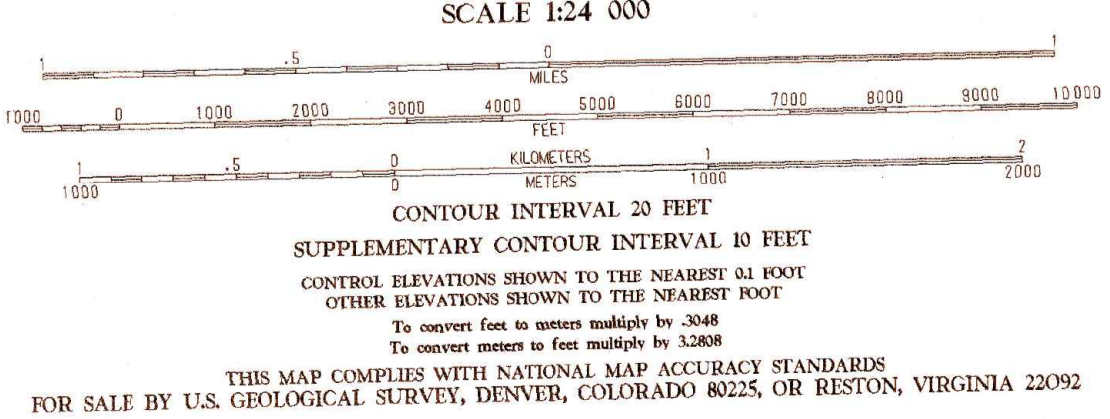 SCALE 1:24 000
1 .5 0 1
MILES
1000 0 1000 2000 3000 4000 5000 6000 7000 8000 9000 10 000
FEET
1 .5 0 KILOMETERS 1 2
1000 0 METERS 1000 2000
CONTOUR INTERVAL 20 FEET
SUPPLEMENTARY CONTOUR INTERVAL 10 FEET
CONTROL ELEVATIONS SHOWN TO THE NEAREST 0.1 FOOT
OTHER ELEVATIONS SHOWN TO THE NEAREST FOOT
To convert feet to meters multiply by .3048
To convert meters to feet multiply by 3.2808
THIS MAP COMPLIES WITH NATIONAL MAP ACCURACY STANDARDS
FOR SALE BY U.S. GEOLOGICAL SURVEY, DENVER, COLORADO 80225, OR RESTON, VIRGINIA 22092